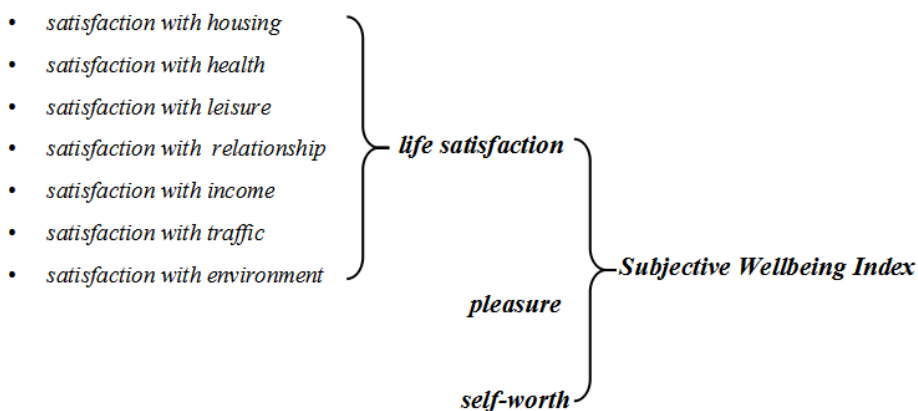 • satisfaction with housing
• satisfaction with health
• satisfaction with leisure
• satisfaction with relationship
• satisfaction with income
• satisfaction with traffic
• satisfaction with environment
life satisfaction
pleasure
self-worth
Subjective Wellbeing Index